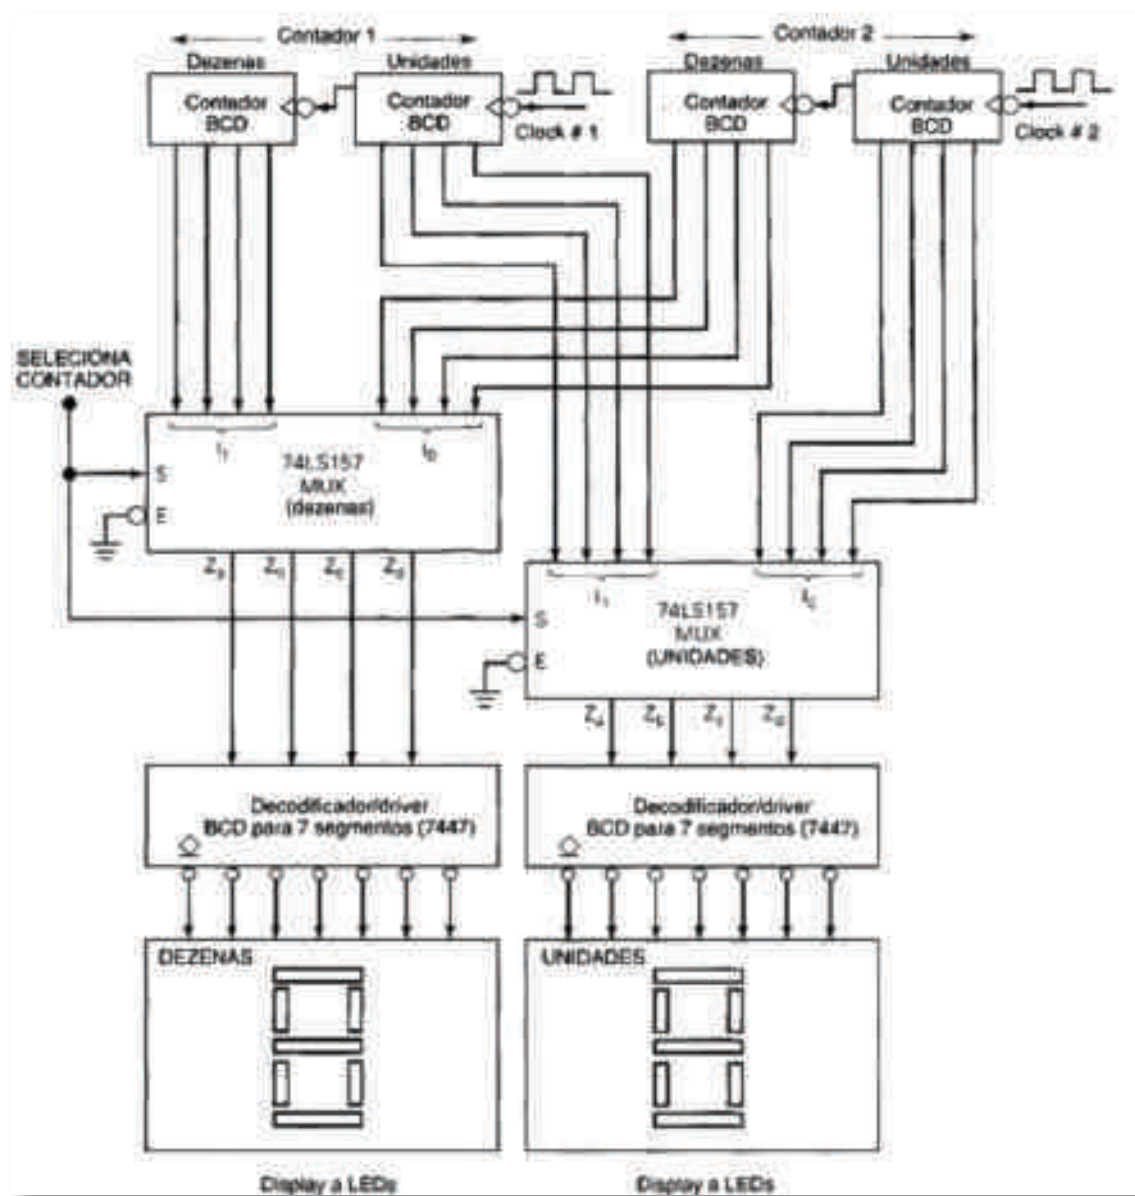 Contador 1
Contador 2
Dezenas
Unidades
Dezenas
Unidades
Contador
BCD
Contador
BCD
Clock # 1
Contador
BCD
Contador
BCD
Clock # 2
SELECIONA
CONTADOR
I1
I0
74LS157
MUX
(dezenas)
S
E
Za
Zb
Zc
Zd
I1
74LS157
MUX
(UNIDADES)
S
E
Za
Zb
Zc
Zd
Decodificador/driver
BCD para 7 segmentos (7447)
Decodificador/driver
BCD para 7 segmentos (7447)
DEZENAS
UNIDADES
Display a LEDs
Display a LEDs